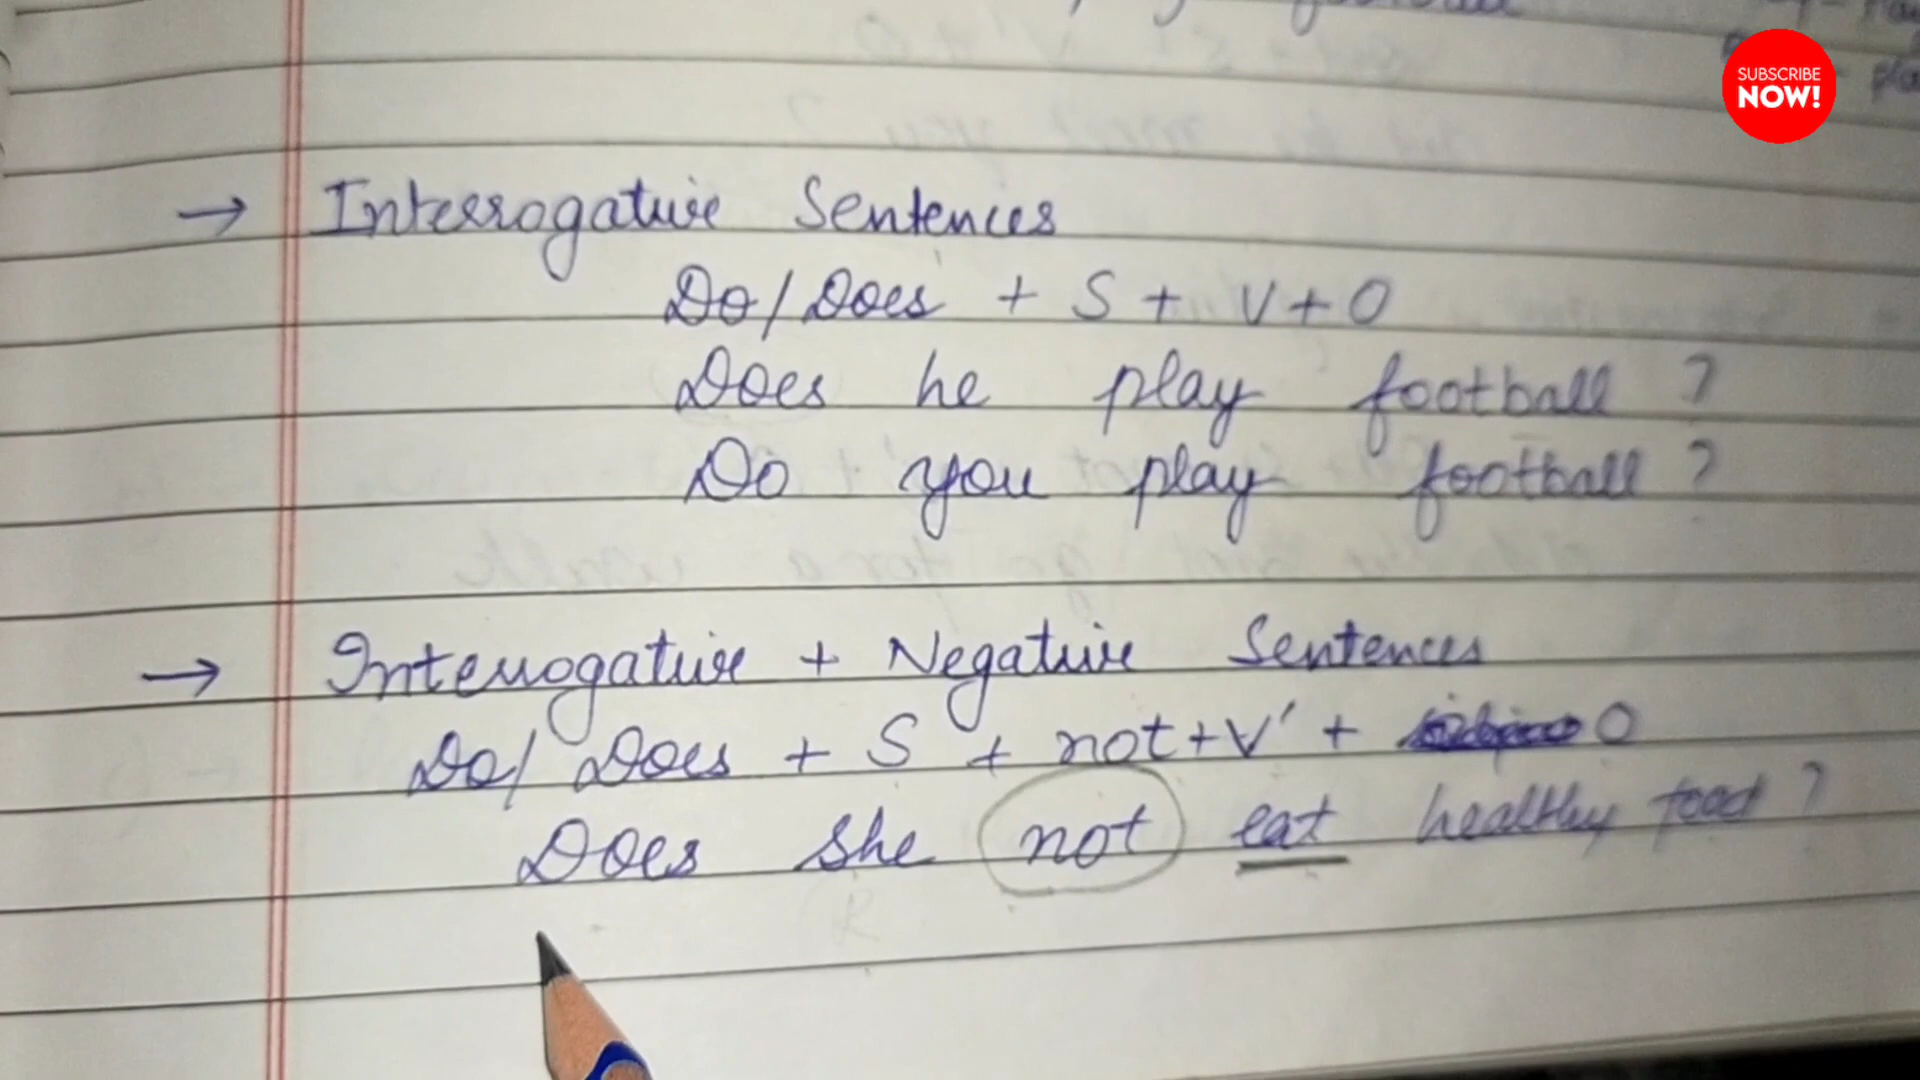 SUBSCRIBE
NOW!
→ Interrogative Sentences
Do/Does + S + V + O
Does he play football ?
Do you play football ?
→ Interrogative + Negative Sentences
Do/ Does + S + not + V' + O
Does she not eat healthy food ?